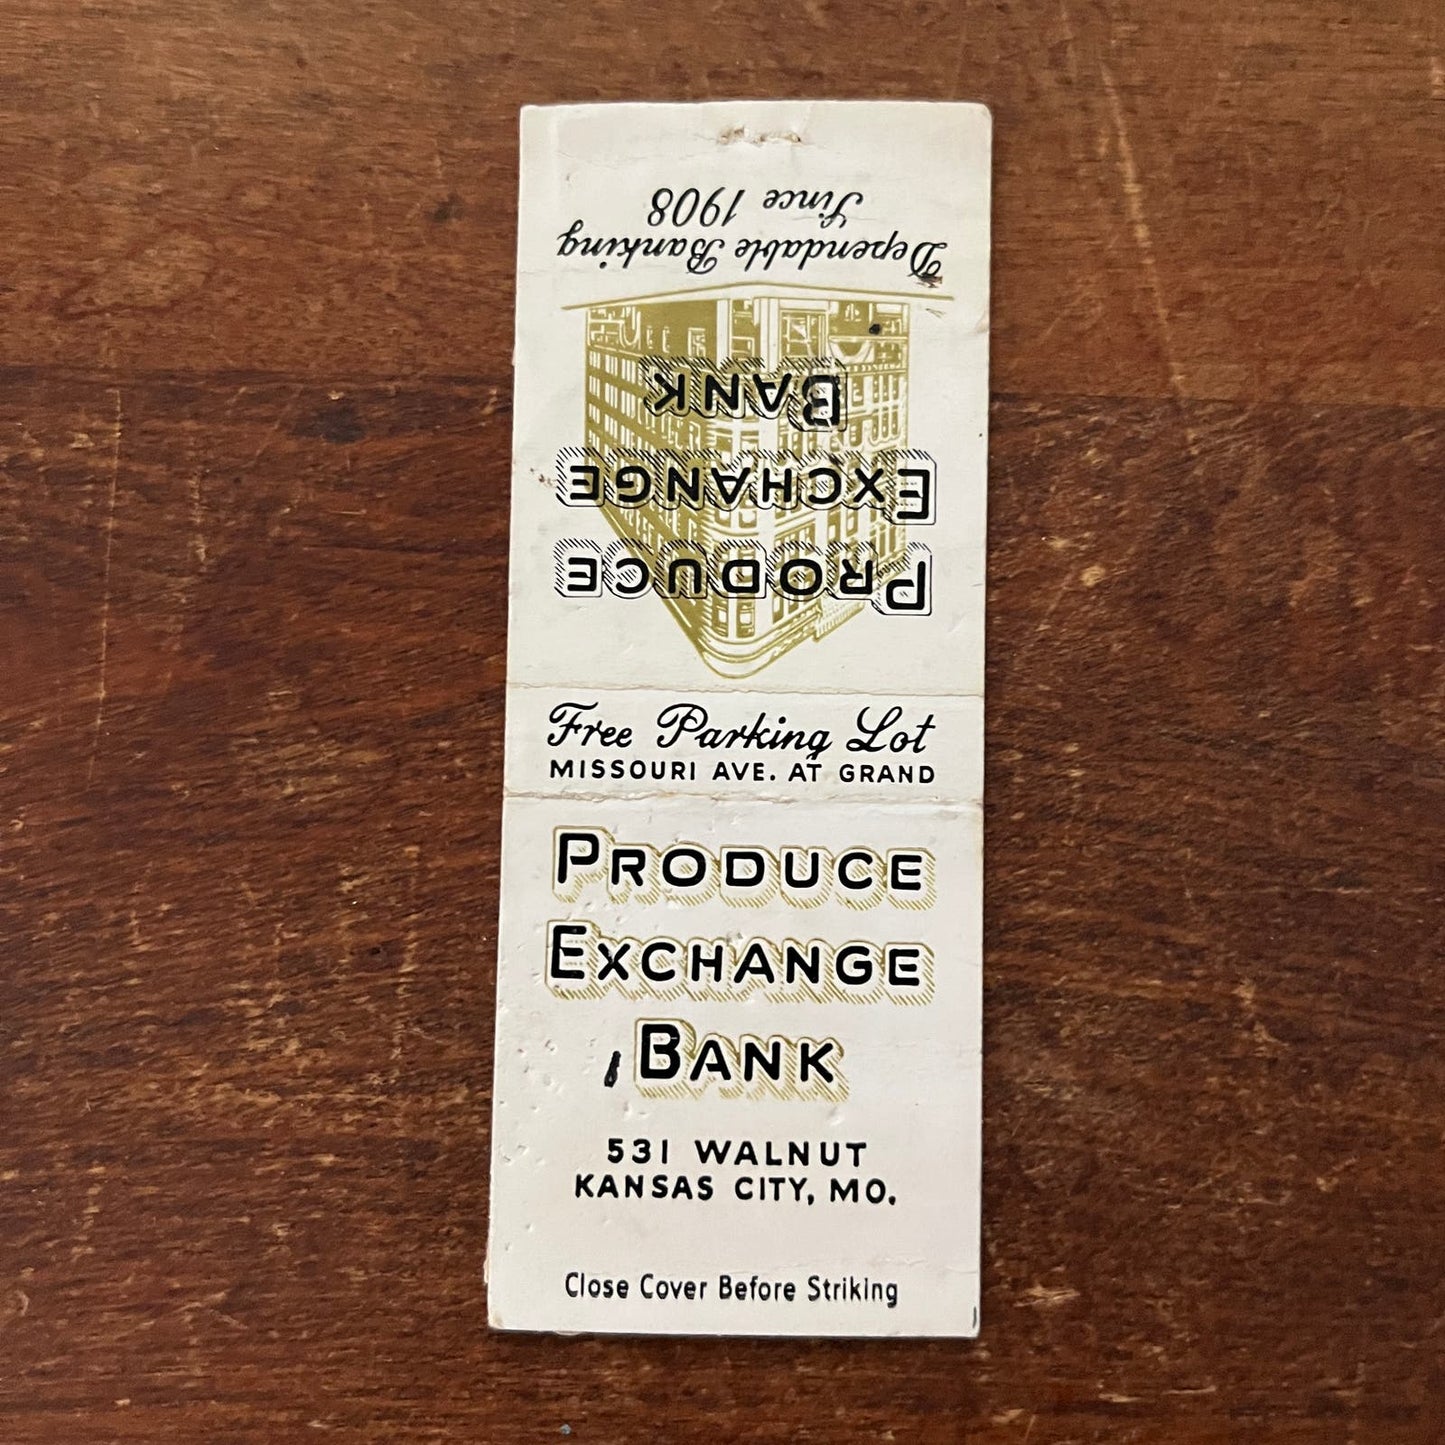 Dependable Banking
Since 1908
PRODUCE
EXCHANGE
BANK
Free Parking Lot
MISSOURI AVE. AT GRAND
PRODUCE
EXCHANGE
BANK
531 WALNUT
KANSAS CITY, MO.
Close Cover Before Striking